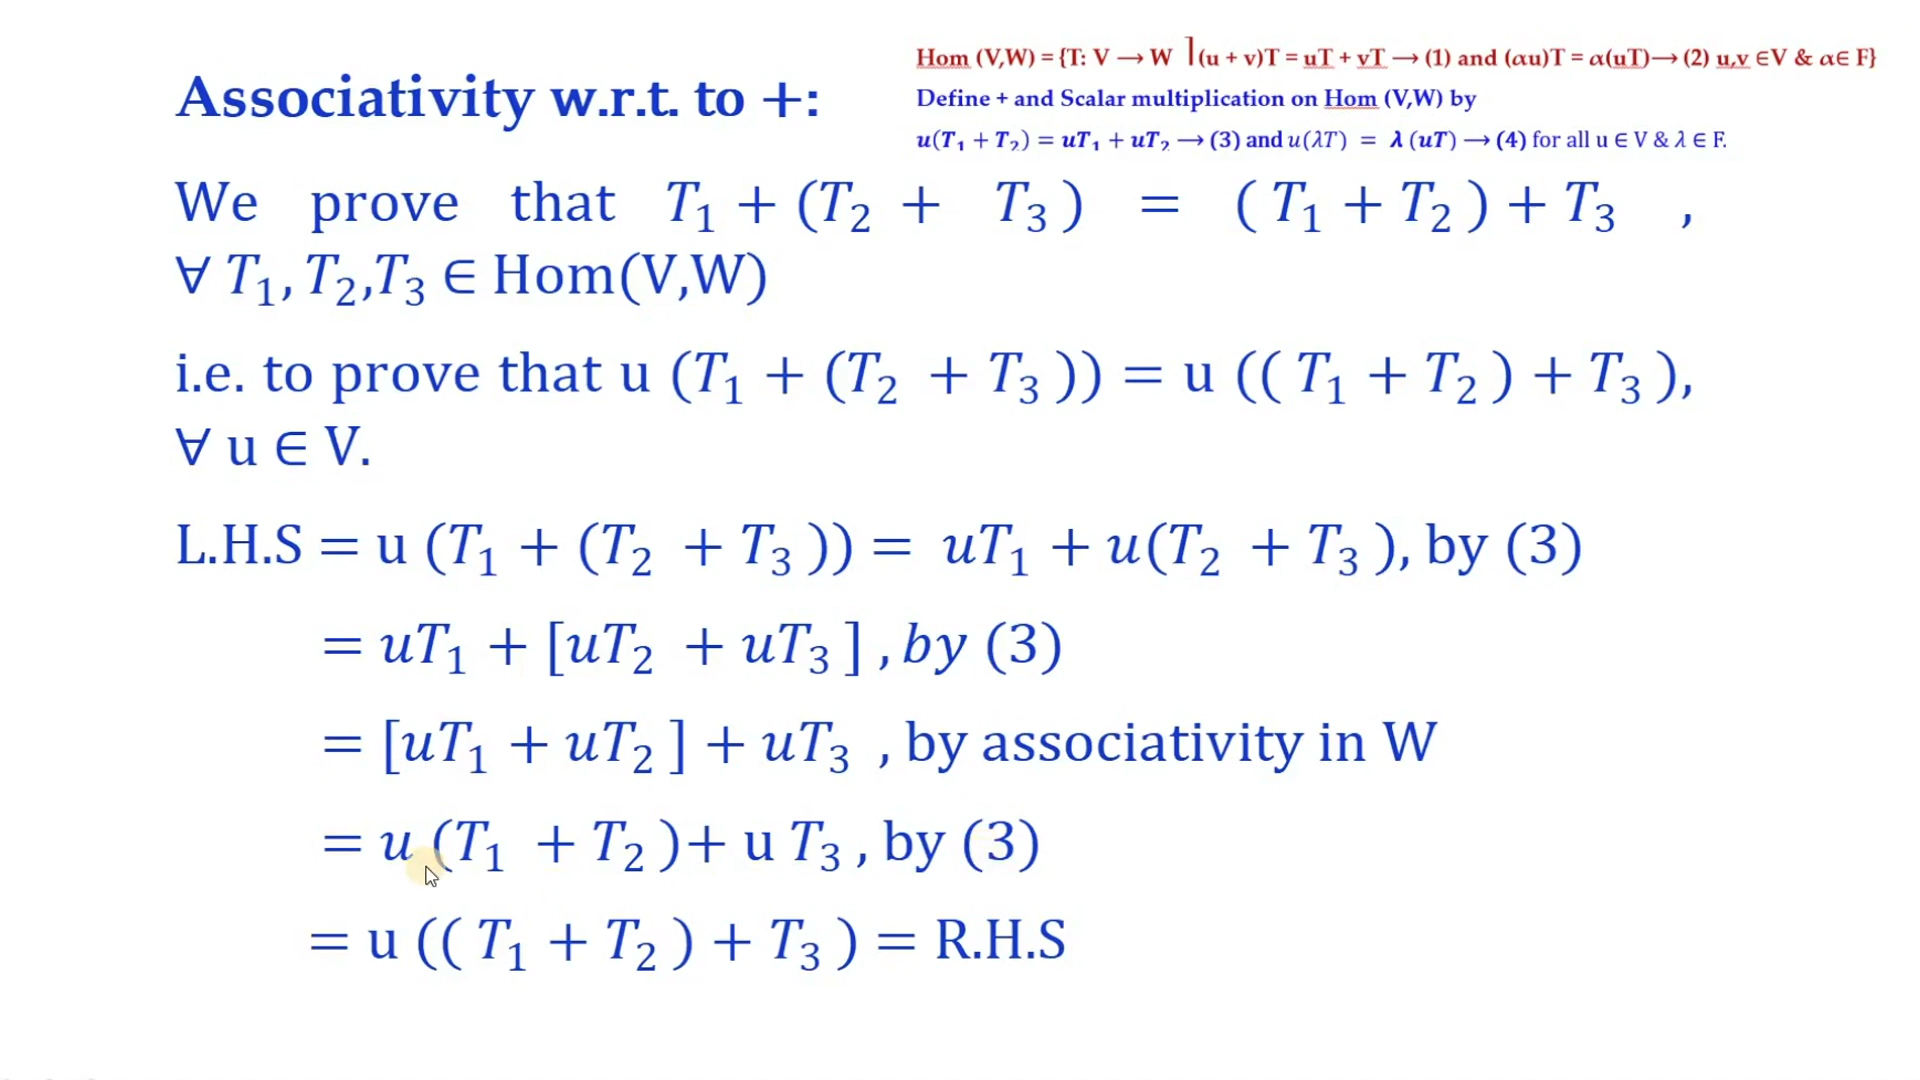 Hom (V,W) = {T: V → W ⎤(u + v)T = uT + vT → (1) and (αu)T = α(uT)→ (2) u,v ∈V & α∈ F}
Associativity w.r.t. to +:
Define + and Scalar multiplication on Hom (V,W) by
u(T₁ + T₂) = uT₁ + uT₂ → (3) and u(λT) = λ (uT) → (4) for all u ∈ V & λ ∈ F.
We prove that T₁ + (T₂ + T₃) = (T₁ + T₂) + T₃ ,
∀ T₁, T₂,T₃ ∈ Hom(V,W)
i.e. to prove that u (T₁ + (T₂ + T₃)) = u ((T₁ + T₂) + T₃),
∀ u ∈ V.
L.H.S = u (T₁ + (T₂ + T₃)) = uT₁ + u(T₂ + T₃), by (3)
= uT₁ + [uT₂ + uT₃] , by (3)
= [uT₁ + uT₂] + uT₃ , by associativity in W
= u (T₁ + T₂)+ u T₃ , by (3)
= u ((T₁ + T₂) + T₃) = R.H.S